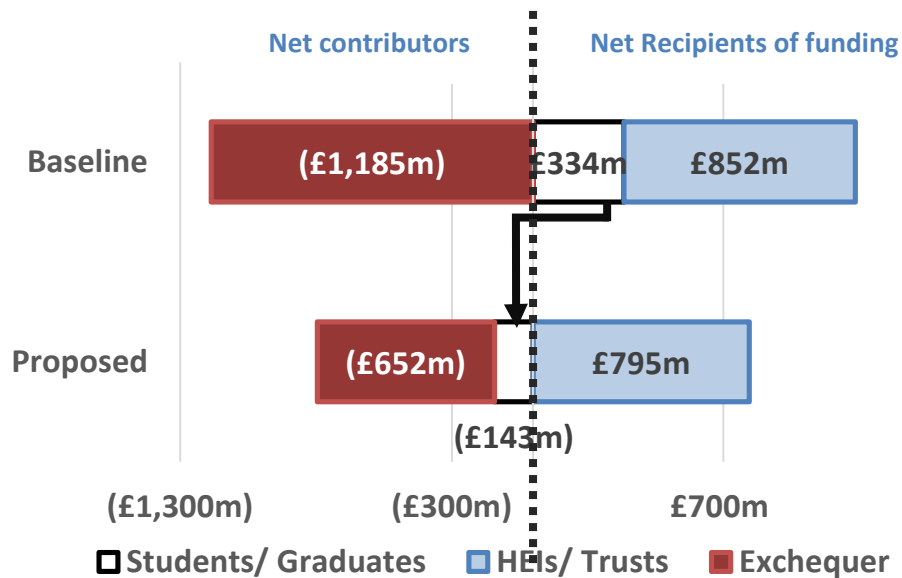 Net contributors
Net Recipients of funding
Baseline
(£1,185m)
£334m
£852m
Proposed
(£652m)
£795m
(£143m)
(£1,300m)
(£300m)
£700m
Students/ Graduates
HEIs/ Trusts
Exchequer